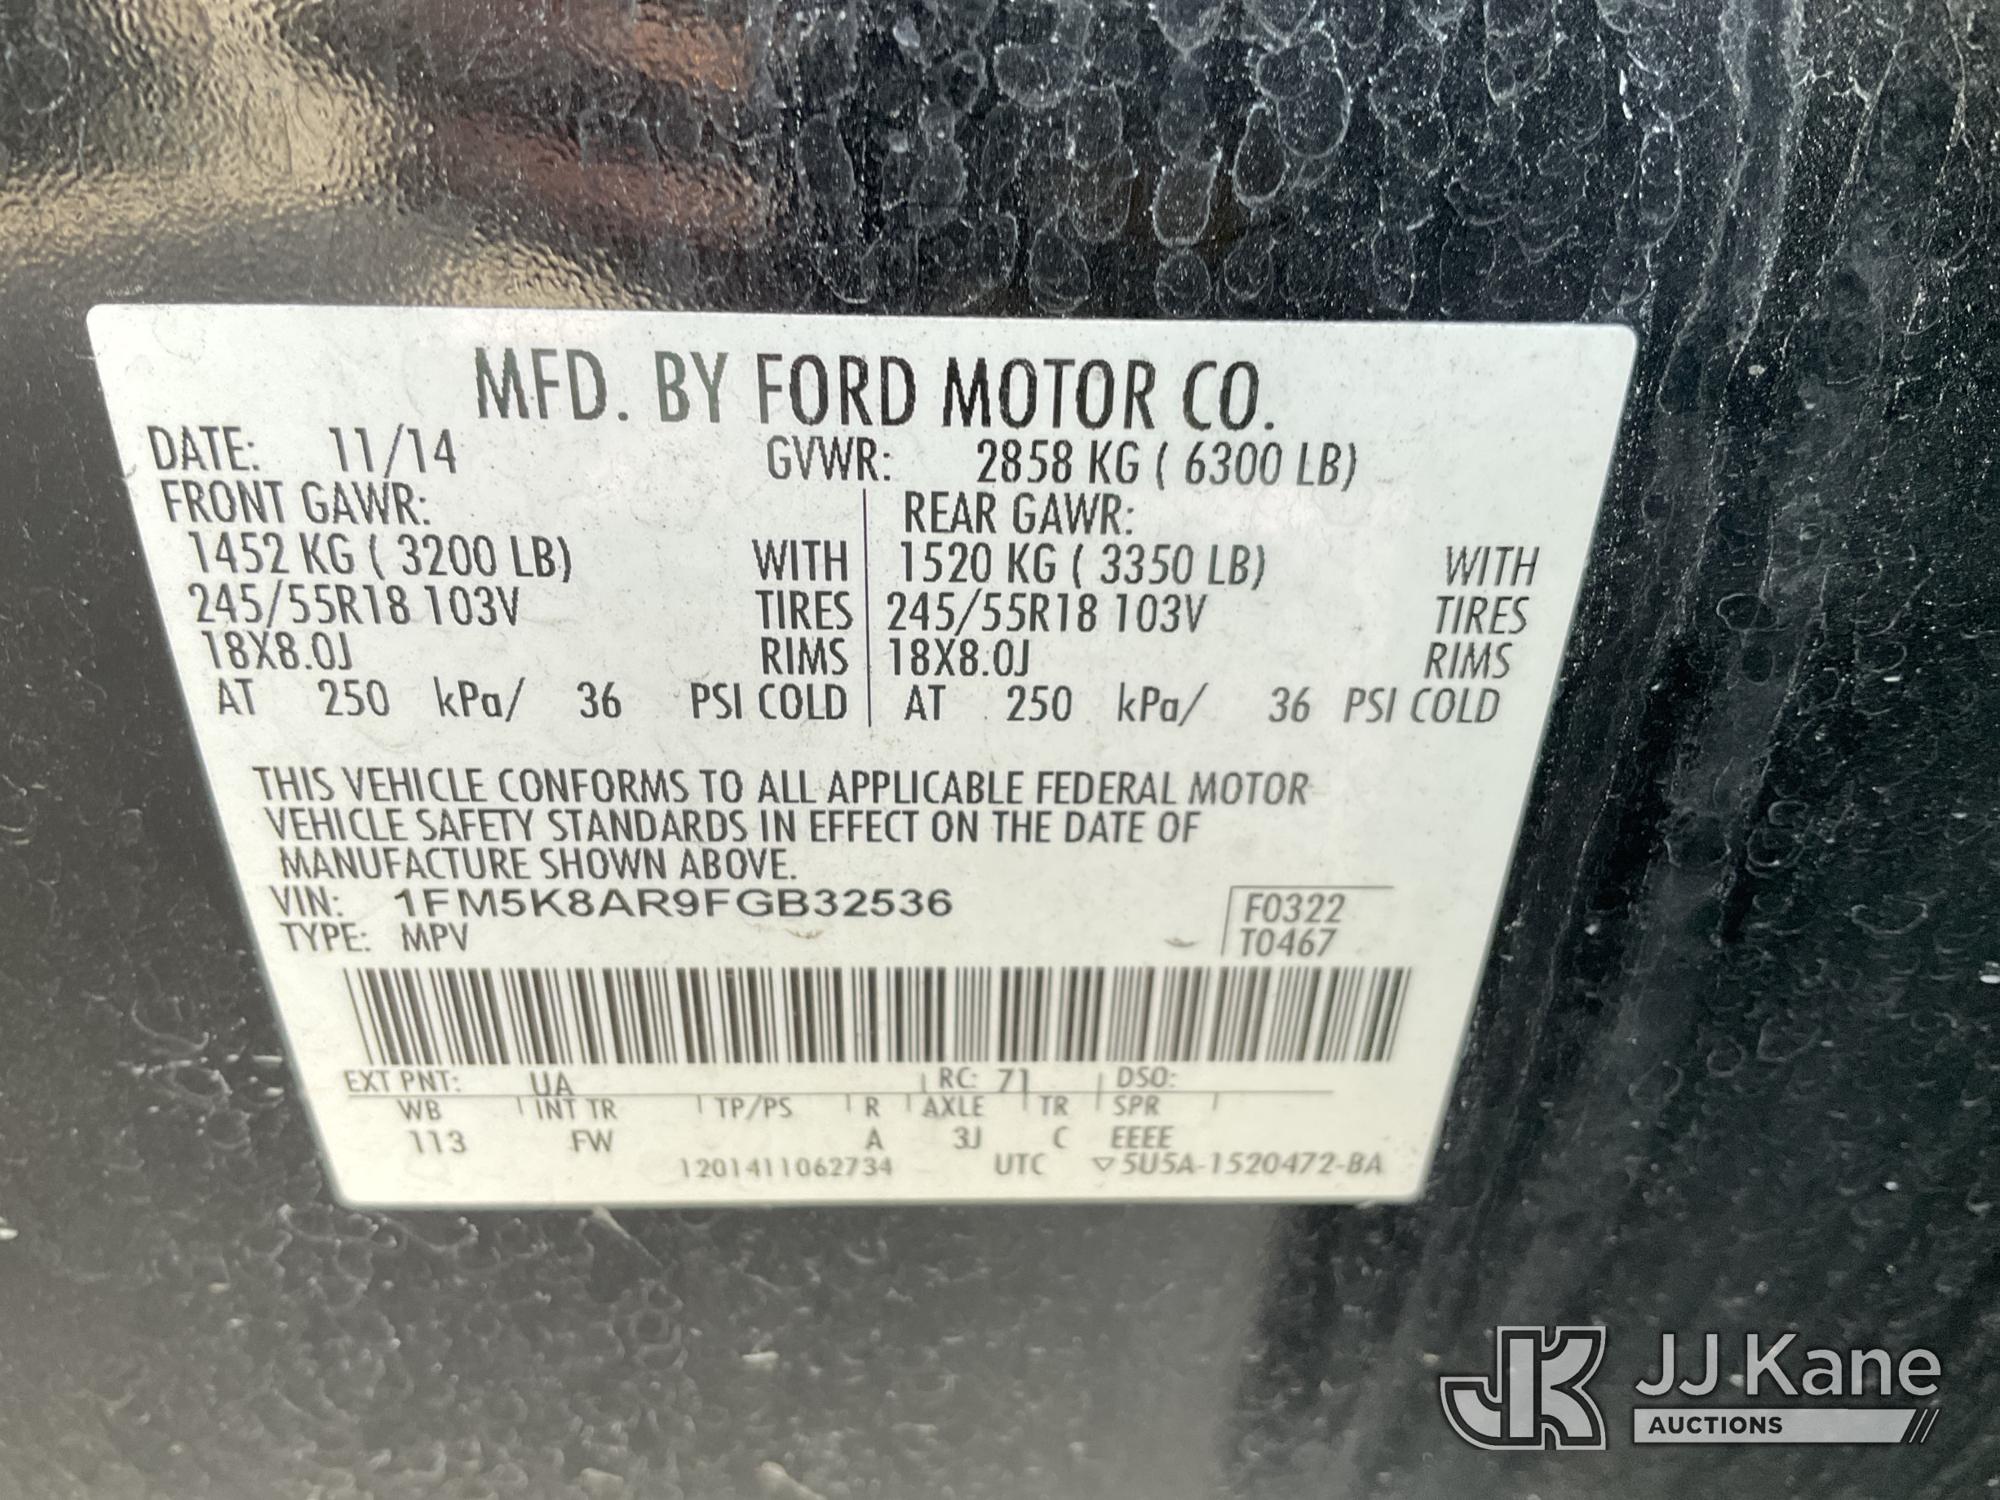 MFD. BY FORD MOTOR CO.
DATE: 11/14 GVWR: 2858 KG ( 6300 LB)
FRONT GAWR: REAR GAWR:
1452 KG ( 3200 LB) WITH 1520 KG ( 3350 LB) WITH
245/55R18 103V TIRES 245/55R18 103V TIRES
18X8.0J RIMS 18X8.0J RIMS
AT 250 kPa/ 36 PSI COLD AT 250 kPa/ 36 PSI COLD
THIS VEHICLE CONFORMS TO ALL APPLICABLE FEDERAL MOTOR
VEHICLE SAFETY STANDARDS IN EFFECT ON THE DATE OF
MANUFACTURE SHOWN ABOVE.
VIN: 1FM5K8AR9FGB32536 F0322
TYPE: MPV T0467
EXT PNT: UA RC: 71 DSO:
WB INT TR TP/PS R AXLE TR SPR
113 FW A 3J C EEEE
1201411062734 UTC ▽5U5A-1520472-BA
JK JJ Kane
AUCTIONS